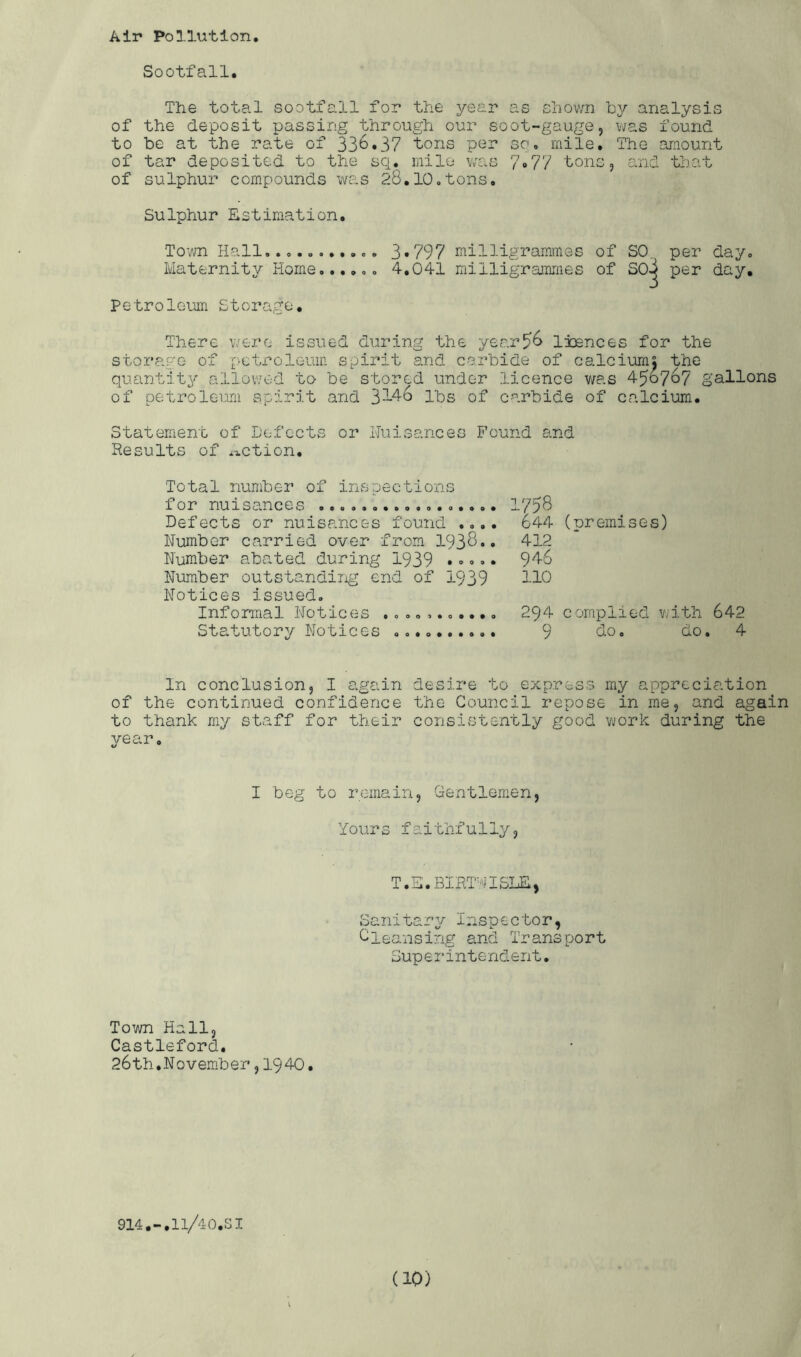 Air Pollution.
Sootfall.
The total sootfall for the year as shown by analysis
of the deposit passing through our soot-gauge, was found
to be at the rate of 336.37 tons per sq. mile. The amount
of tar deposited to the sq. mile was 7.77 tons, and that
of sulphur compounds was 28.10.tons.
Sulphur Estimation.
Town Hall........... 3.797 milligrammes of SO3 per day.
Maternity Home...... 4.041 milligrammes of SO3 per day.
Petroleum Storage.
There were issued during the year 56 licences for the
storage of petroleum spirit and carbide of calcium; the
quantity allowed to be stored under licence was 456767 gallons
of petroleum spirit and 3146 lbs of carbide of calcium.
Statement of Defects or Nuisances Found and
Results of Action.
Total number of inspections
for nuisances ................. 1758
Defects or nuisances found .... 644 (premises)
Number carried over from 1938.. 412
Number abated during 1939 ..... 946
Number outstanding end of 1939 110
Notices issued.
Informal Notices ........... 294 complied with 642
Statutory Notices .......... 9 do. do. 4
In conclusion, I again desire to express my appreciation
of the continued confidence the Council repose in me, and again
to thank my staff for their consistently good work during the
year.
I beg to remain, Gentlemen,
Yours faithfully,
T.E.BIRTWISLE,
Sanitary Inspector,
Cleansing and Transport
Superintendent.
Town Hall,
Castleford.
26th.November,1940.
914.-.11/40.SI
(10)